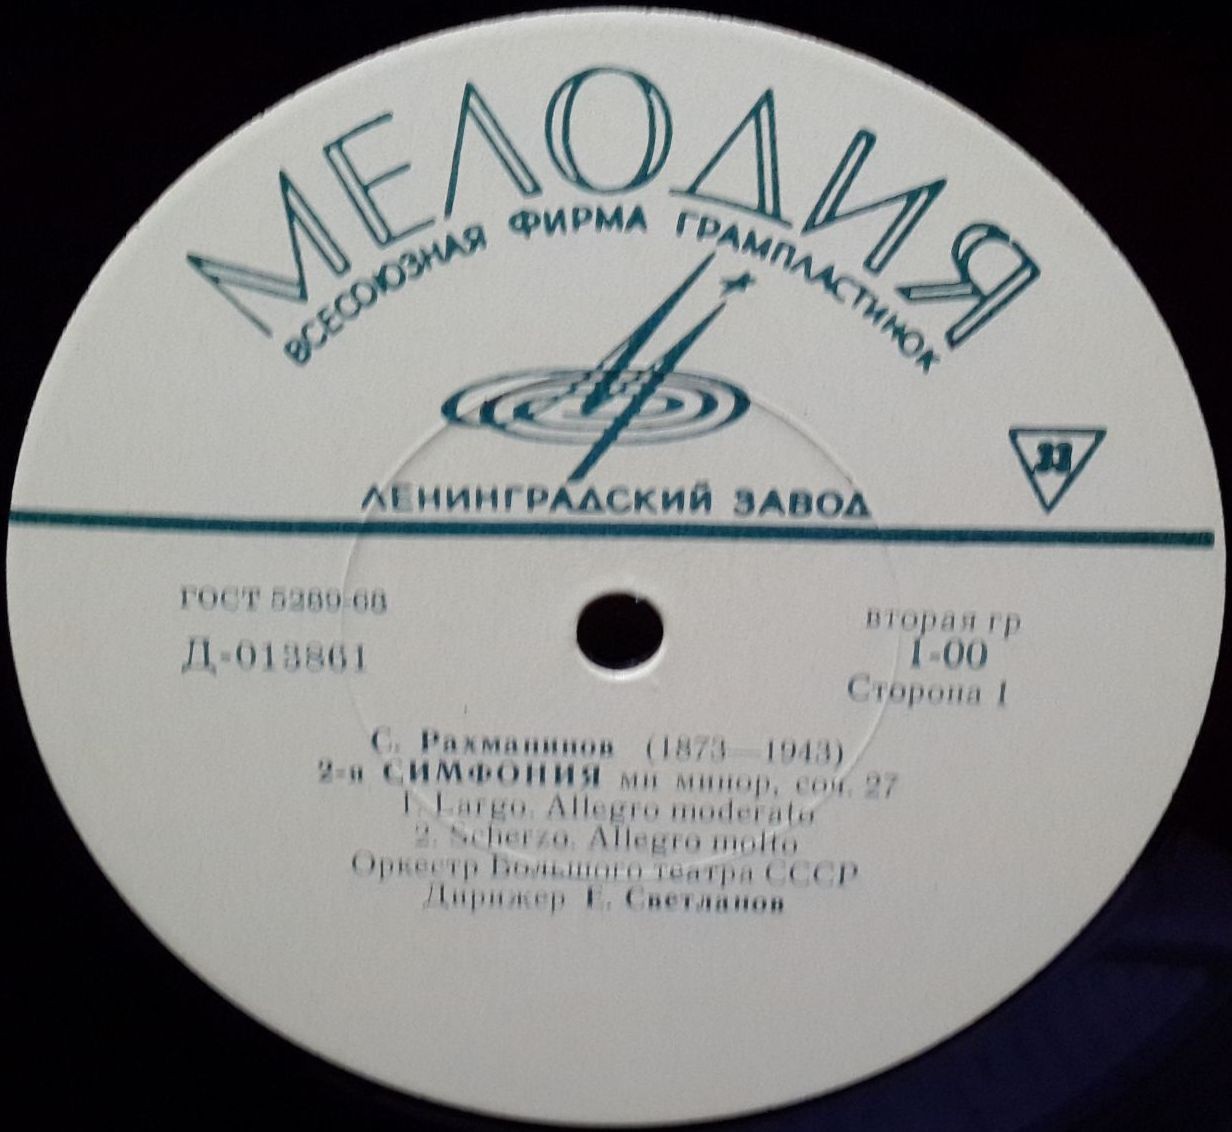 МЕЛОДИЯ
ВСЕСОЮЗНАЯ ФИРМА ГРАМПЛАСТИНОК
ЛЕНИНГРАДСКИЙ ЗАВОД
33
ГОСТ 5289-68
Д-013861
вторая гр
1-00
Сторона 1
С. Рахманинов (1873—1943)
2-я СИМФОНИЯ ми минор, соч. 27
1. Largo. Allegro moderato
2. Scherzo. Allegro molto
Оркестр Большого театра СССР
Дирижер Е. Светланов